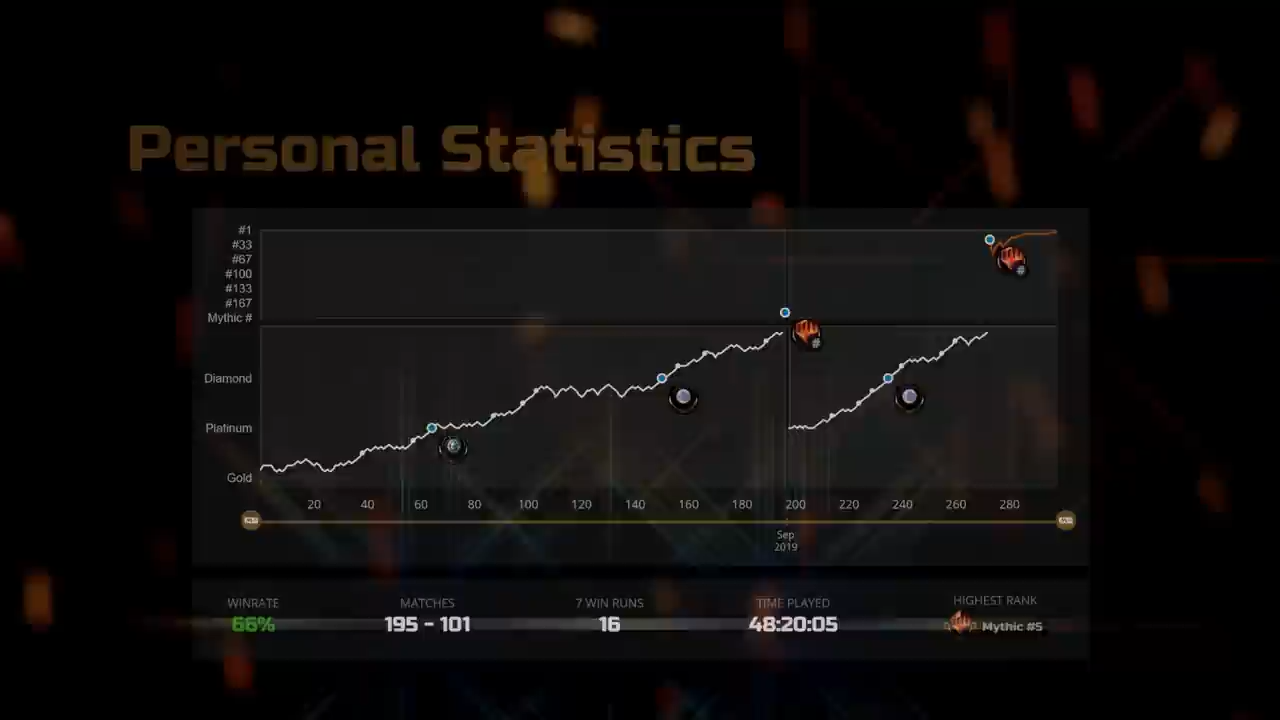 Personal Statistics
#1
#33
#67
#100
#133
#167
Mythic #
Diamond
Platinum
Gold
20 40 60 80 100 120 140 160 180 200 220 240 260 280
Sep
2019
WINRATE MATCHES 7 WIN RUNS TIME PLAYED HIGHEST RANK
66% 195 - 101 16 48:20:05 Mythic #5